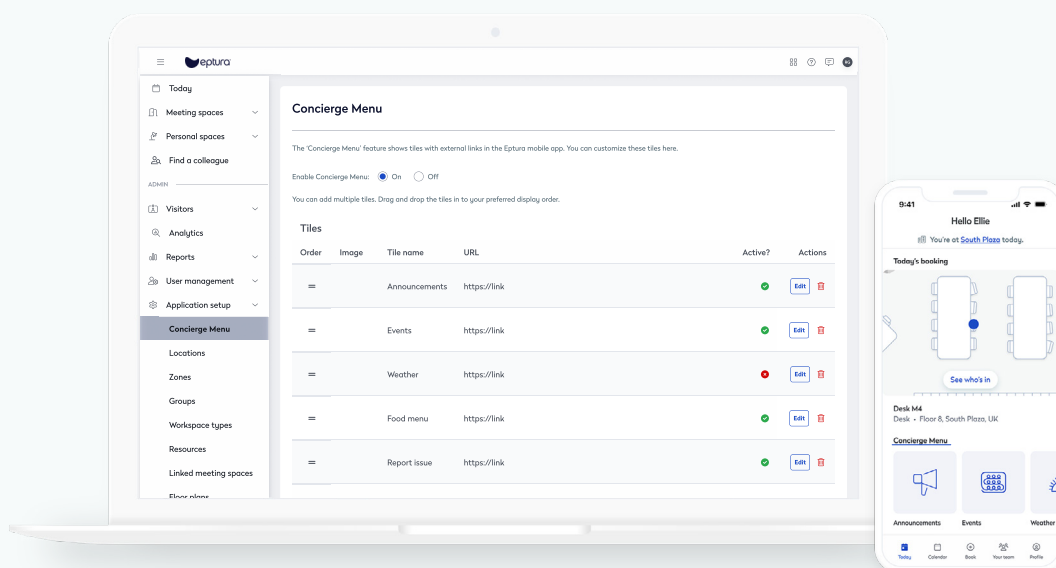 eptura
Today
Meeting spaces
Personal spaces
Find a colleague
ADMIN
Visitors
Analytics
Reports
User management
Application setup
Concierge Menu
Locations
Zones
Groups
Workspace types
Resources
Linked meeting spaces
Floor plans
Concierge Menu
The 'Concierge Menu' feature shows tiles with external links in the Eptura mobile app. You can customize these tiles here.
Enable Concierge Menu: On Off
You can add multiple tiles. Drag and drop the tiles in to your preferred display order.
Tiles
Order Image Tile name URL Active? Actions
Announcements https://link Edit
Events https://link Edit
Weather https://link Edit
Food menu https://link Edit
Report issue https://link Edit
9:41
Hello Ellie
You're at South Plaza today.
Today's booking
See who's in
Desk M4
Desk • Floor 8, South Plaza, UK
Concierge Menu
Announcements Events Weather
Today Calendar Book Your team Profile